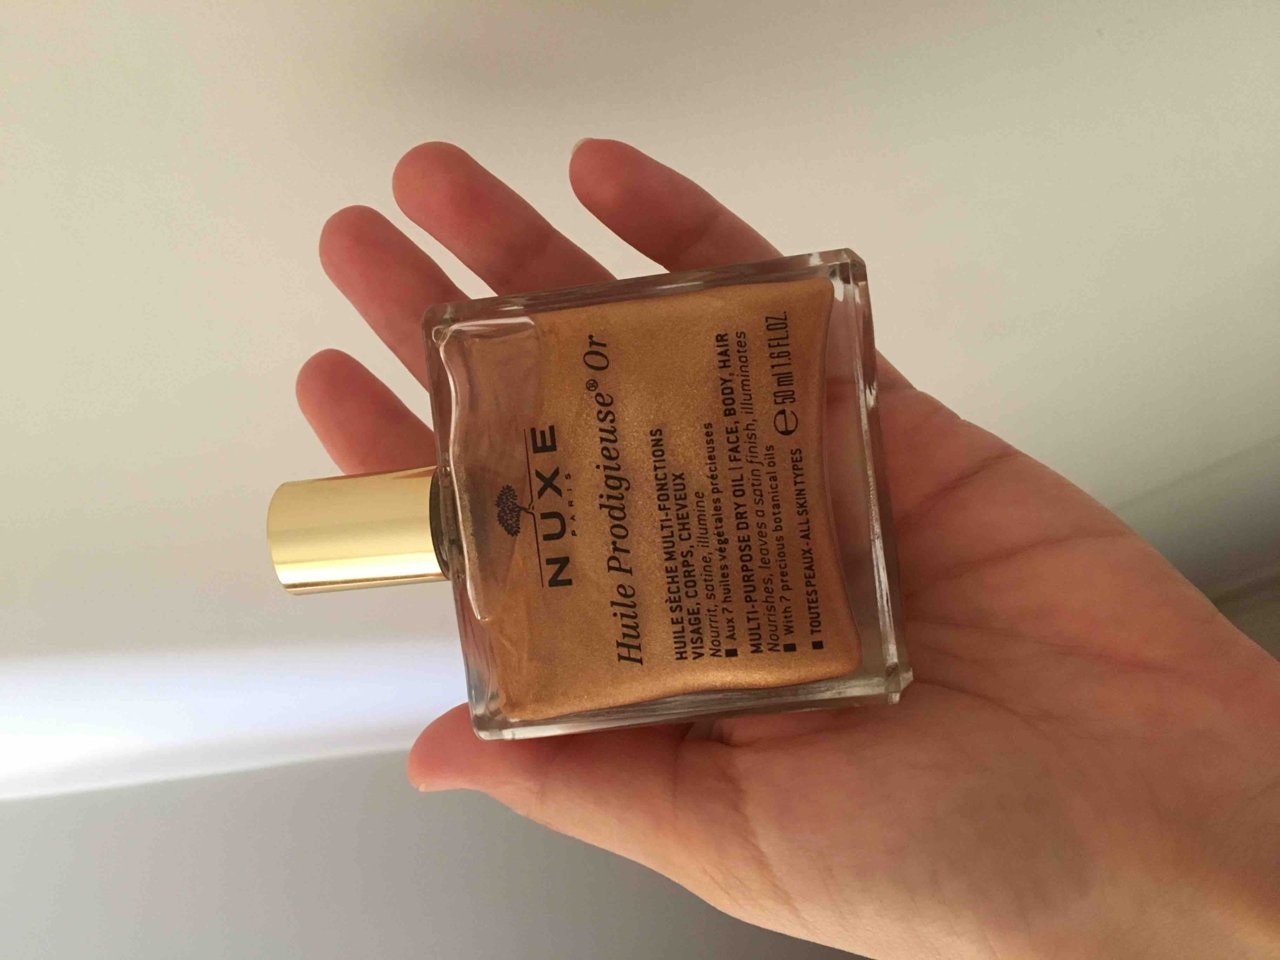 NUXE
PARIS
Huile Prodigieuse® Or
HUILE SÈCHE MULTI-FONCTIONS
VISAGE, CORPS, CHEVEUX
Nourrit, satine, illumine
■ Aux 7 huiles végétales précieuses
MULTI-PURPOSE DRY OIL | FACE, BODY, HAIR
Nourishes, leaves a satin finish, illuminates
■ With 7 precious botanical oils
■ TOUTES PEAUX - ALL SKIN TYPES ℮ 50 ml 1.6 FL.OZ.